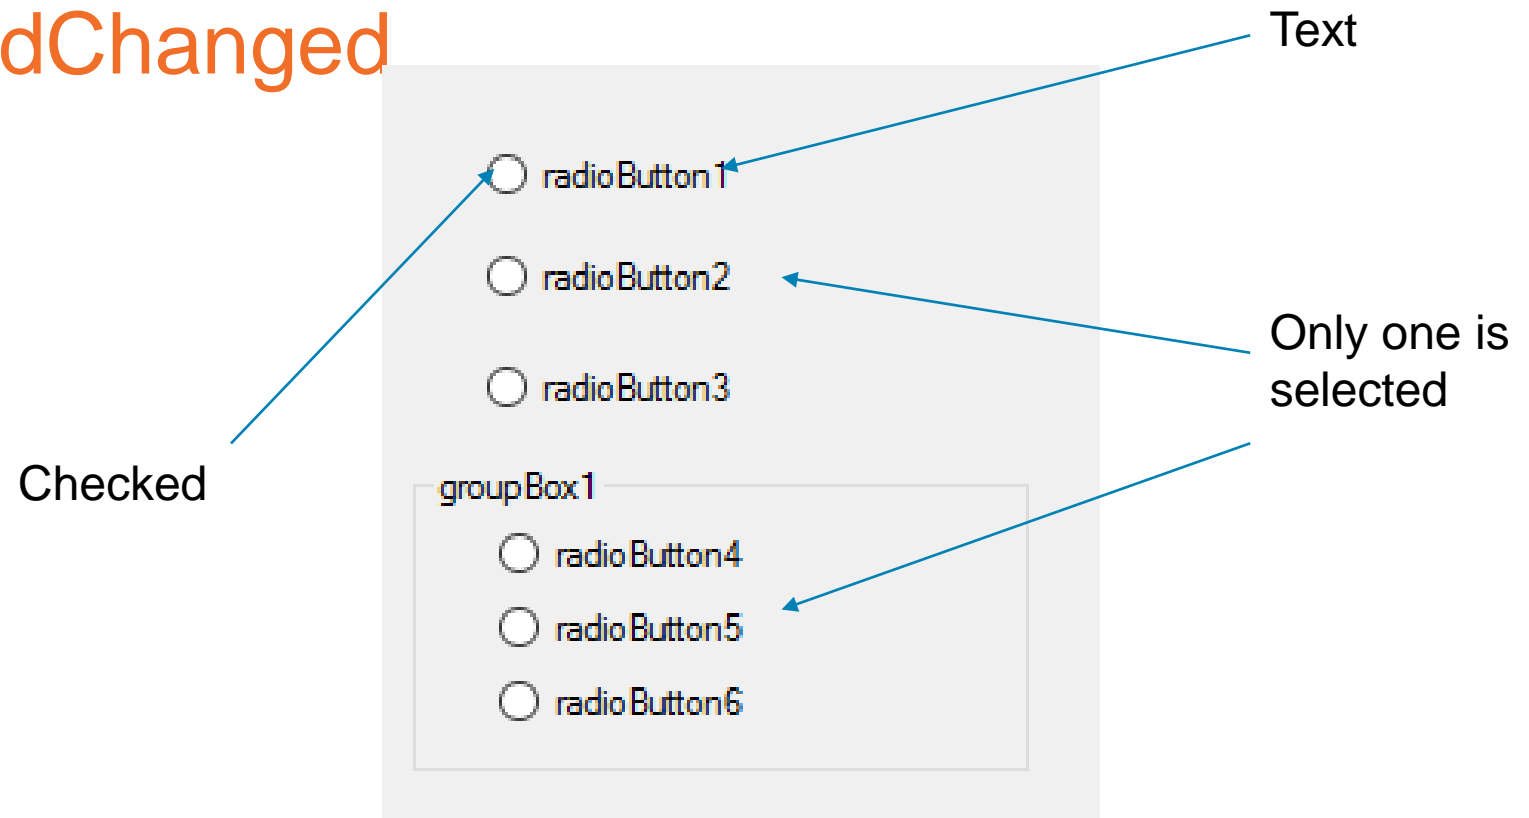 dChanged
Text
radioButton1
radioButton2
Only one is
selected
radioButton3
Checked
groupBox1
radioButton4
radioButton5
radioButton6